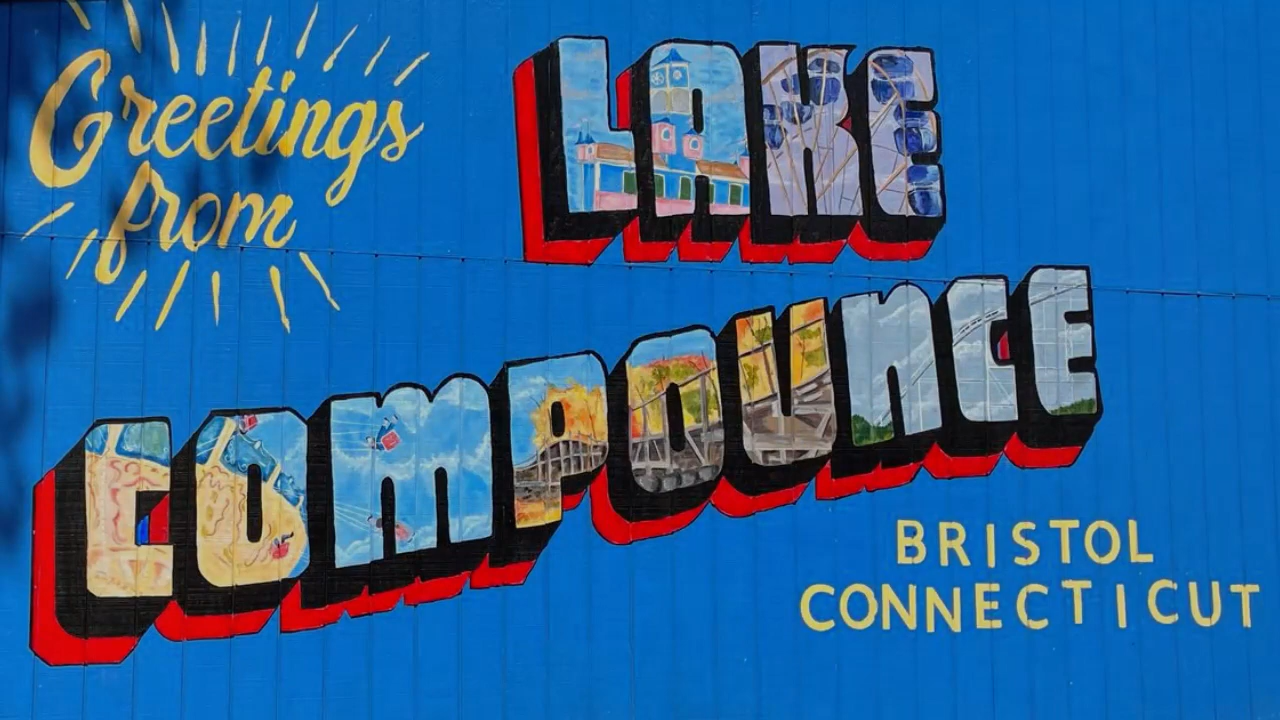 Greetings
from
LAKE
COMPOUNCE
BRISTOL
CONNECTICUT